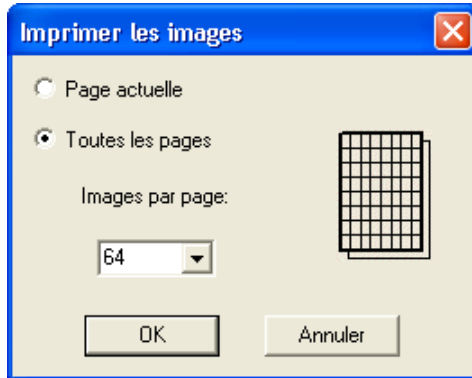 Imprimer les images
Page actuelle
Toutes les pages
Images par page:
64
OK
Annuler